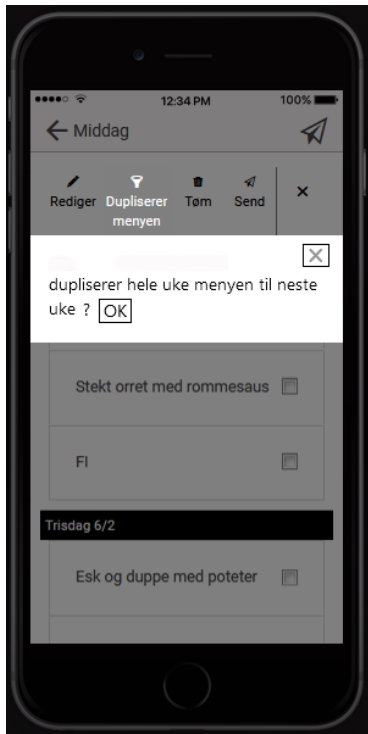 12:34 PM
100%
Middag
Rediger
Dupliserer
menyen
Tøm
Send
dupliserer hele uke menyen til neste
uke ? OK
Stekt orret med rommesaus
FI
Trisdag 6/2
Esk og duppe med poteter